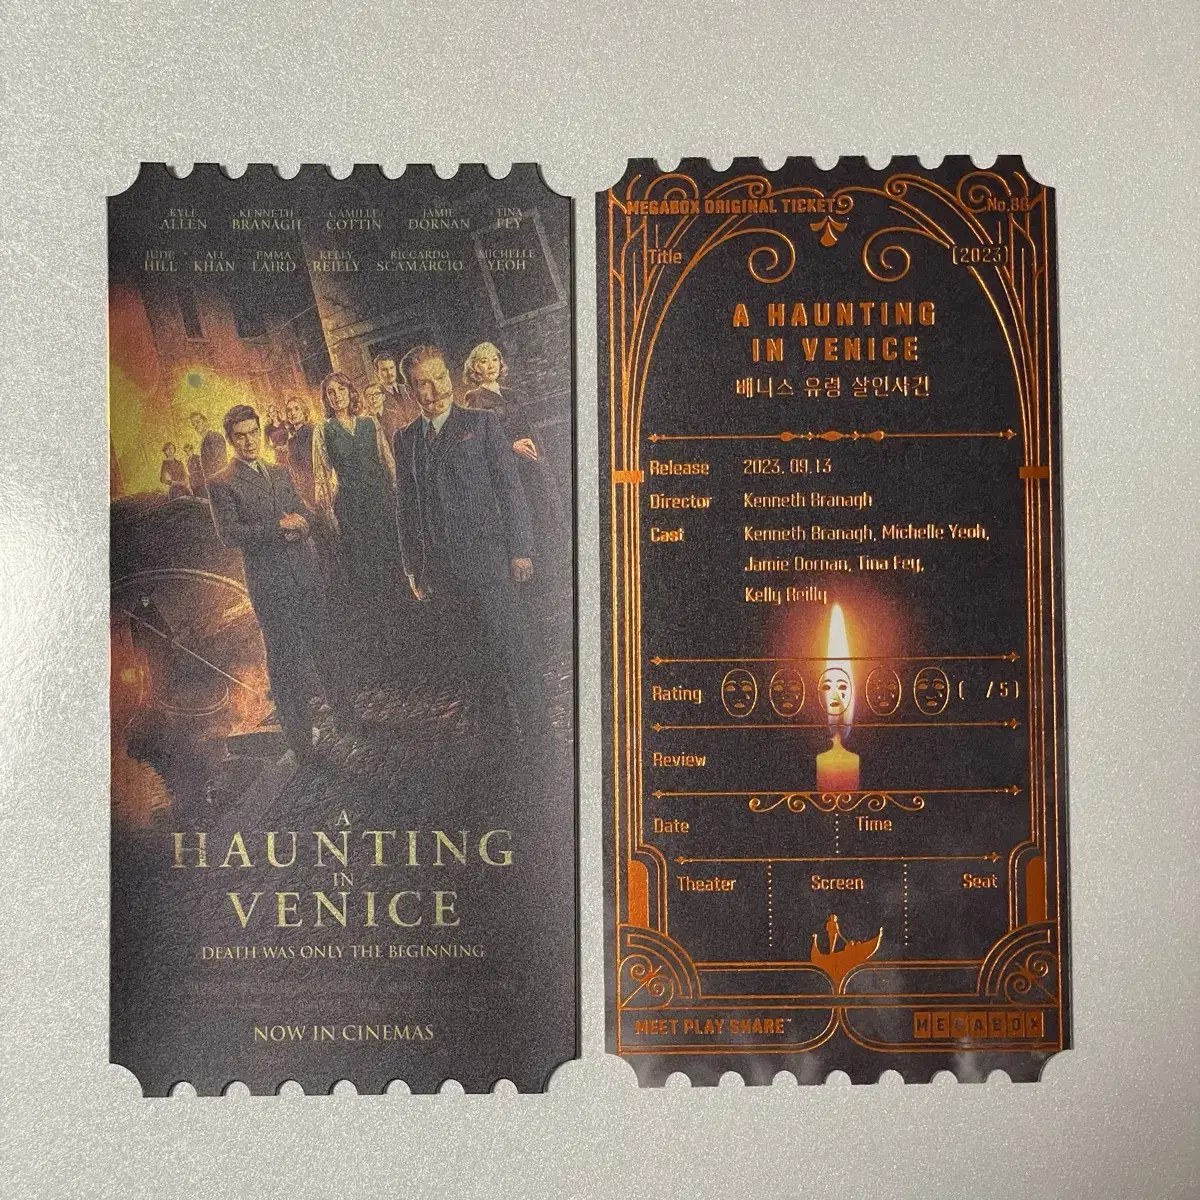 KYLE ALLEN
KENNETH BRANAGH
CAMILLE COTTIN
JAMIE DORNAN
TINA FEY
JUDE HILL
ALI KHAN
EMMA LAIRD
KELLY REILLY
RICCARDO SCAMARCIO
MICHELLE YEOH
A
HAUNTING
IN
VENICE
DEATH WAS ONLY THE BEGINNING
NOW IN CINEMAS
MEGABOX ORIGINAL TICKET
No.88
Title
[2023]
A HAUNTING
IN VENICE
베니스 유령 살인사건
Release 2023. 09.13
Director Kenneth Branagh
Cast Kenneth Branagh, Michelle Yeoh,
Jamie Dornan, Tina Fey,
Kelly Reilly
Rating ( / 5 )
Review
Date Time
Theater Screen Seat
MEET PLAY SHARE™
MEGABOX